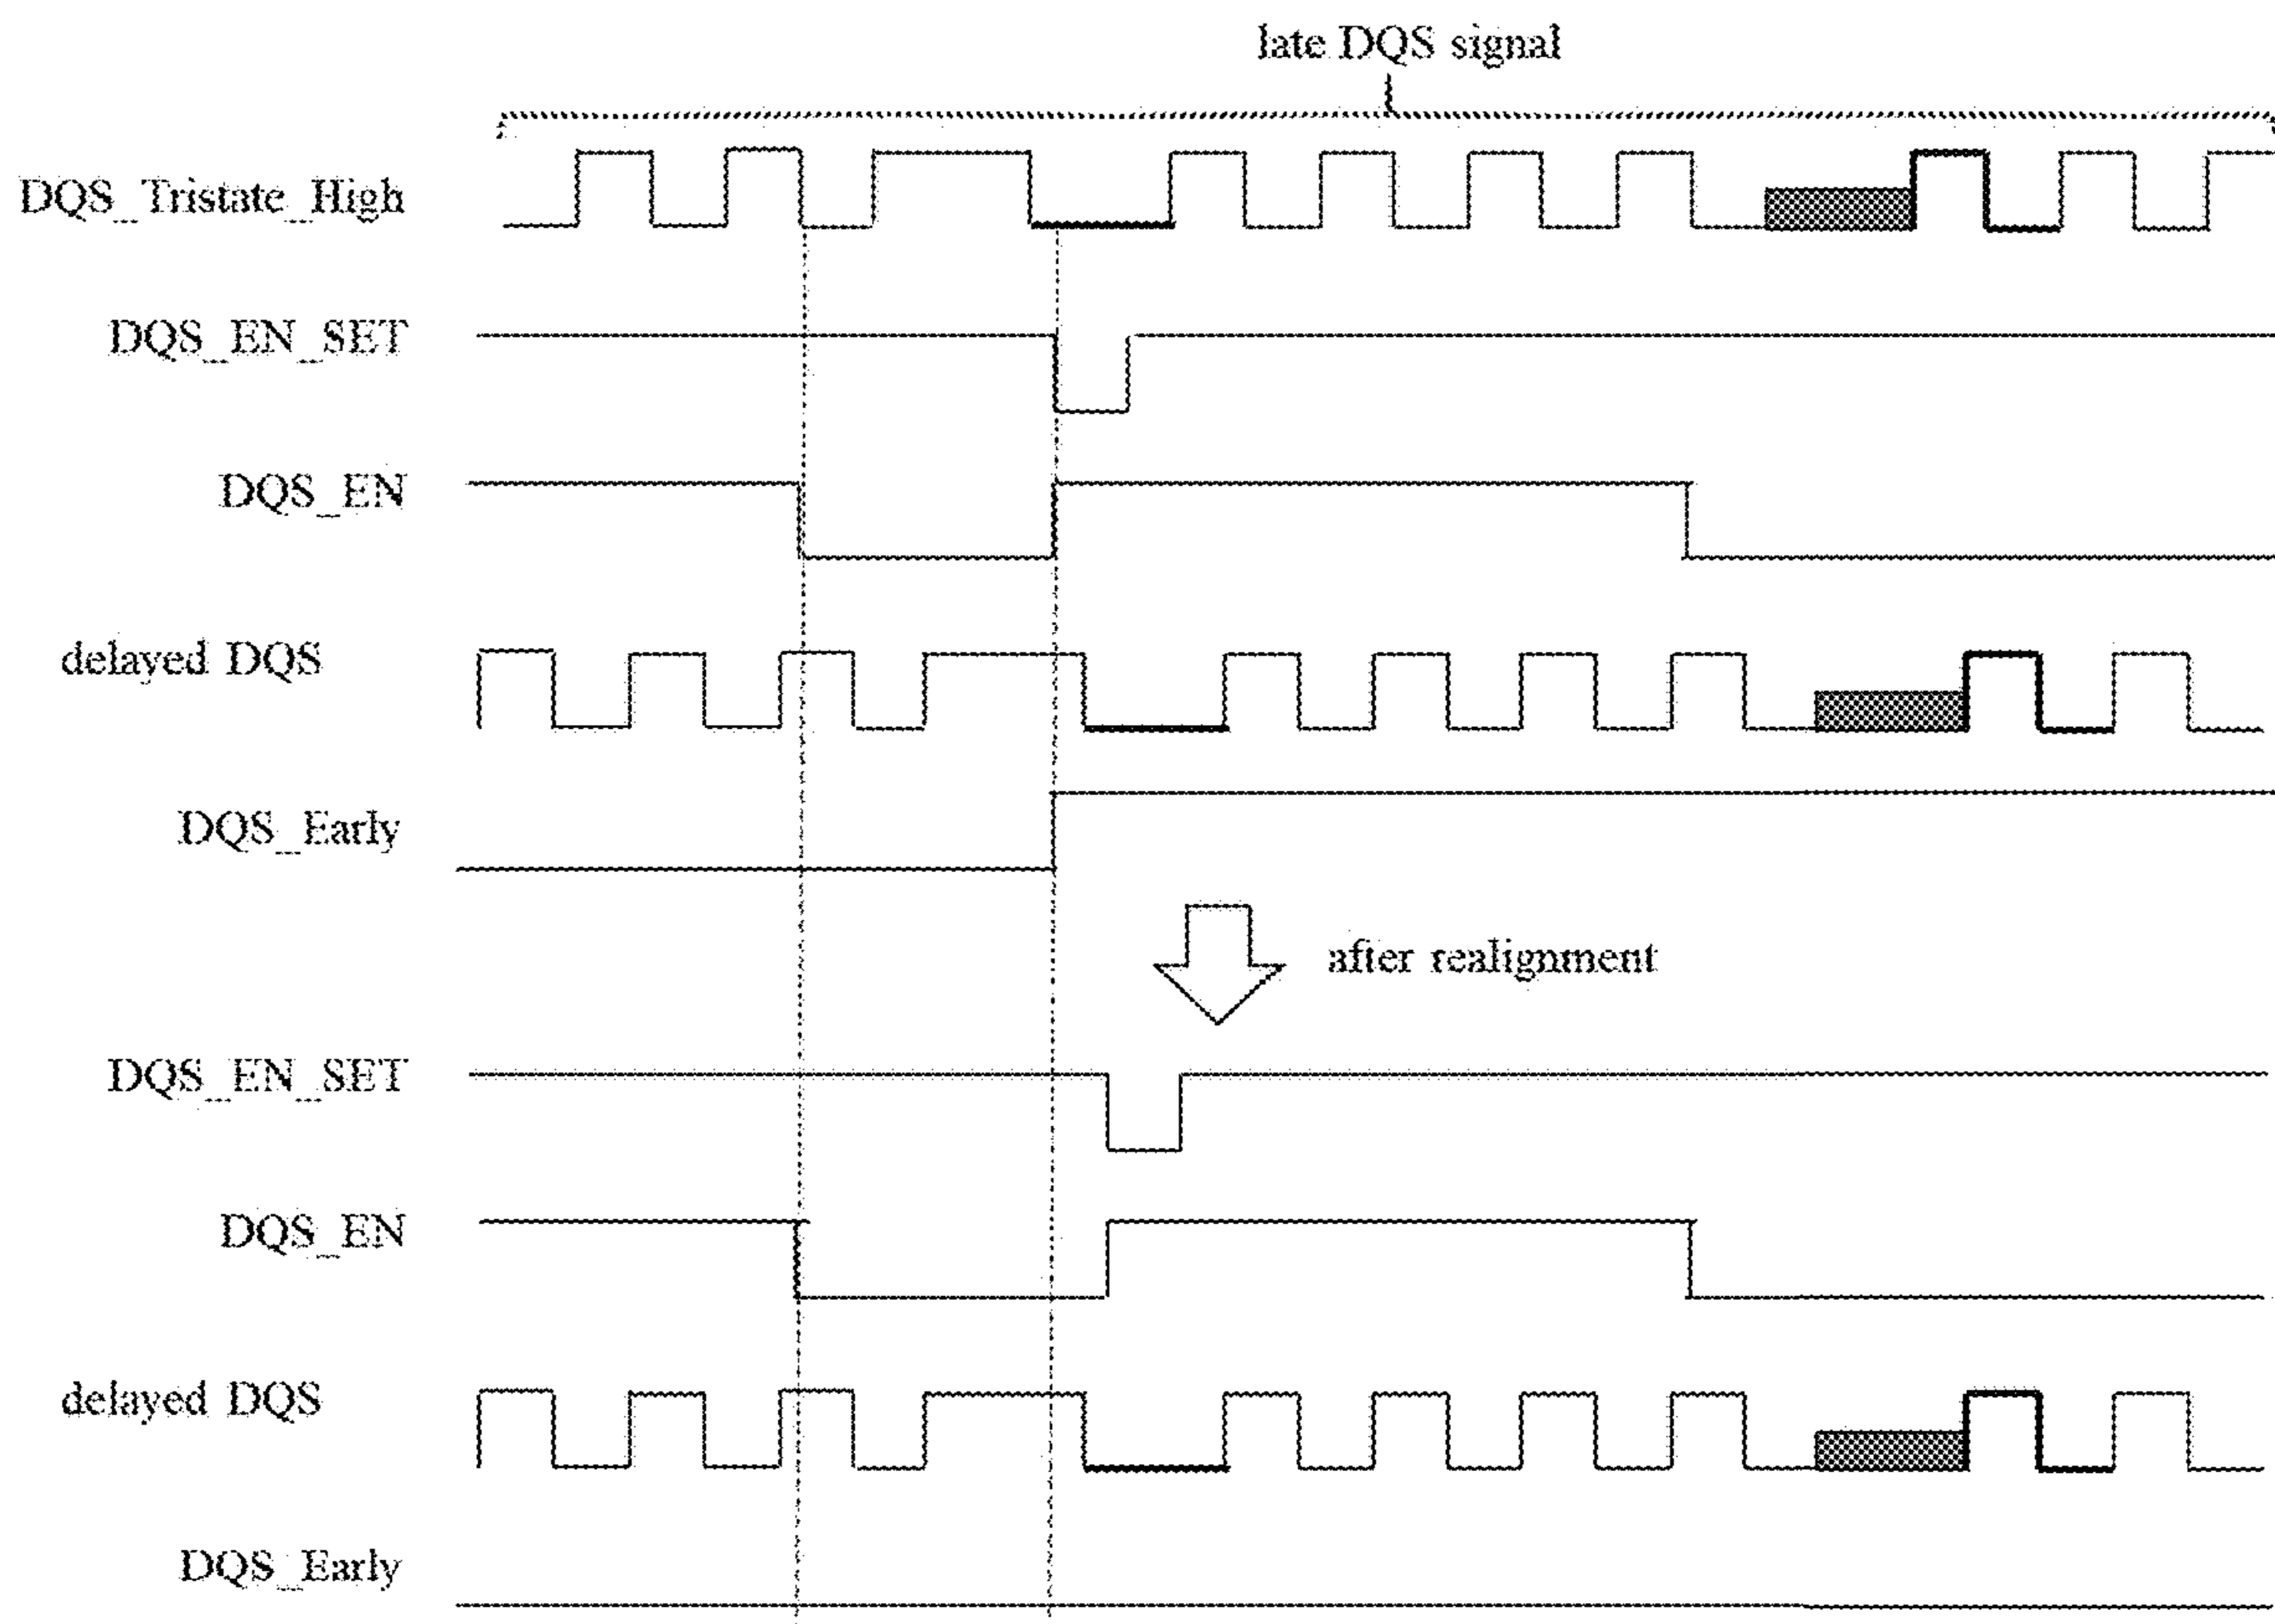 late DQS signal
DQS_Tristate_High
DQS_EN_SET
DQS_EN
delayed DQS
DQS_Early
after realignment
DQS_EN_SET
DQS_EN
delayed DQS
DQS_Early